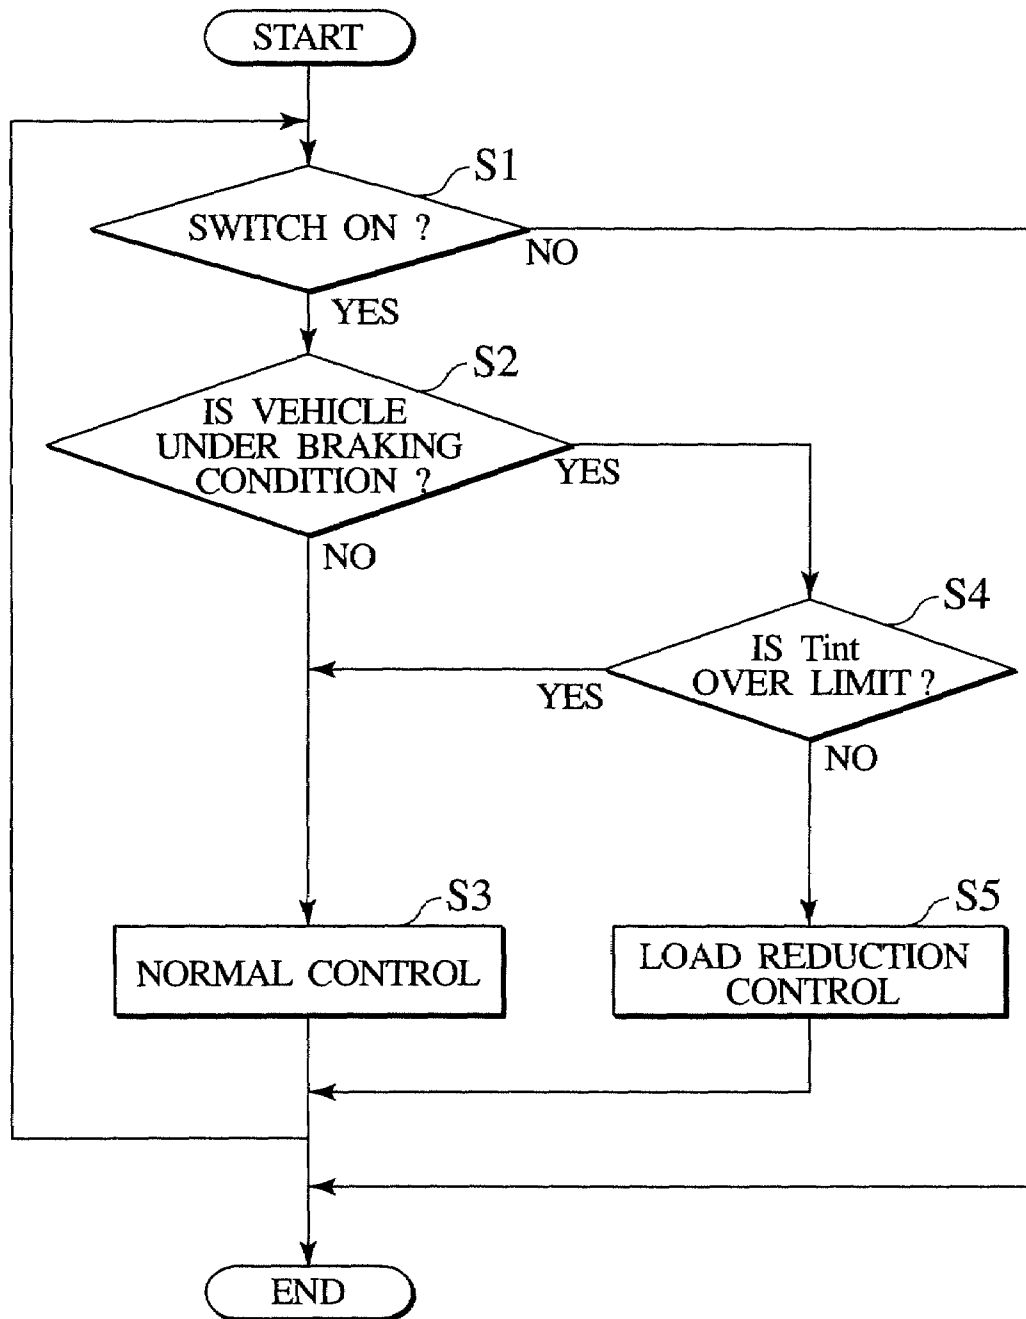 START
S1
SWITCH ON ?
NO
YES
S2
IS VEHICLE
UNDER BRAKING
CONDITION ?
YES
NO
S4
IS Tint
OVER LIMIT ?
YES
NO
S3
NORMAL CONTROL
S5
LOAD REDUCTION
CONTROL
END